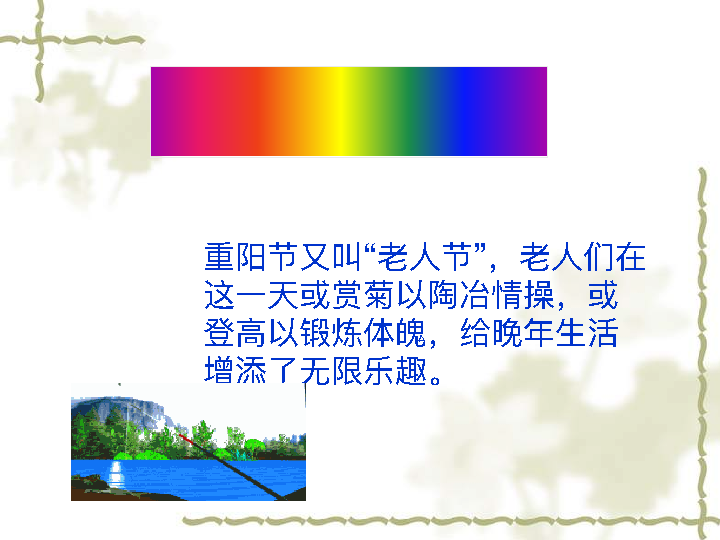 重阳节又叫“老人节”，老人们在
这一天或赏菊以陶冶情操，或
登高以锻炼体魄，给晚年生活
增添了无限乐趣。